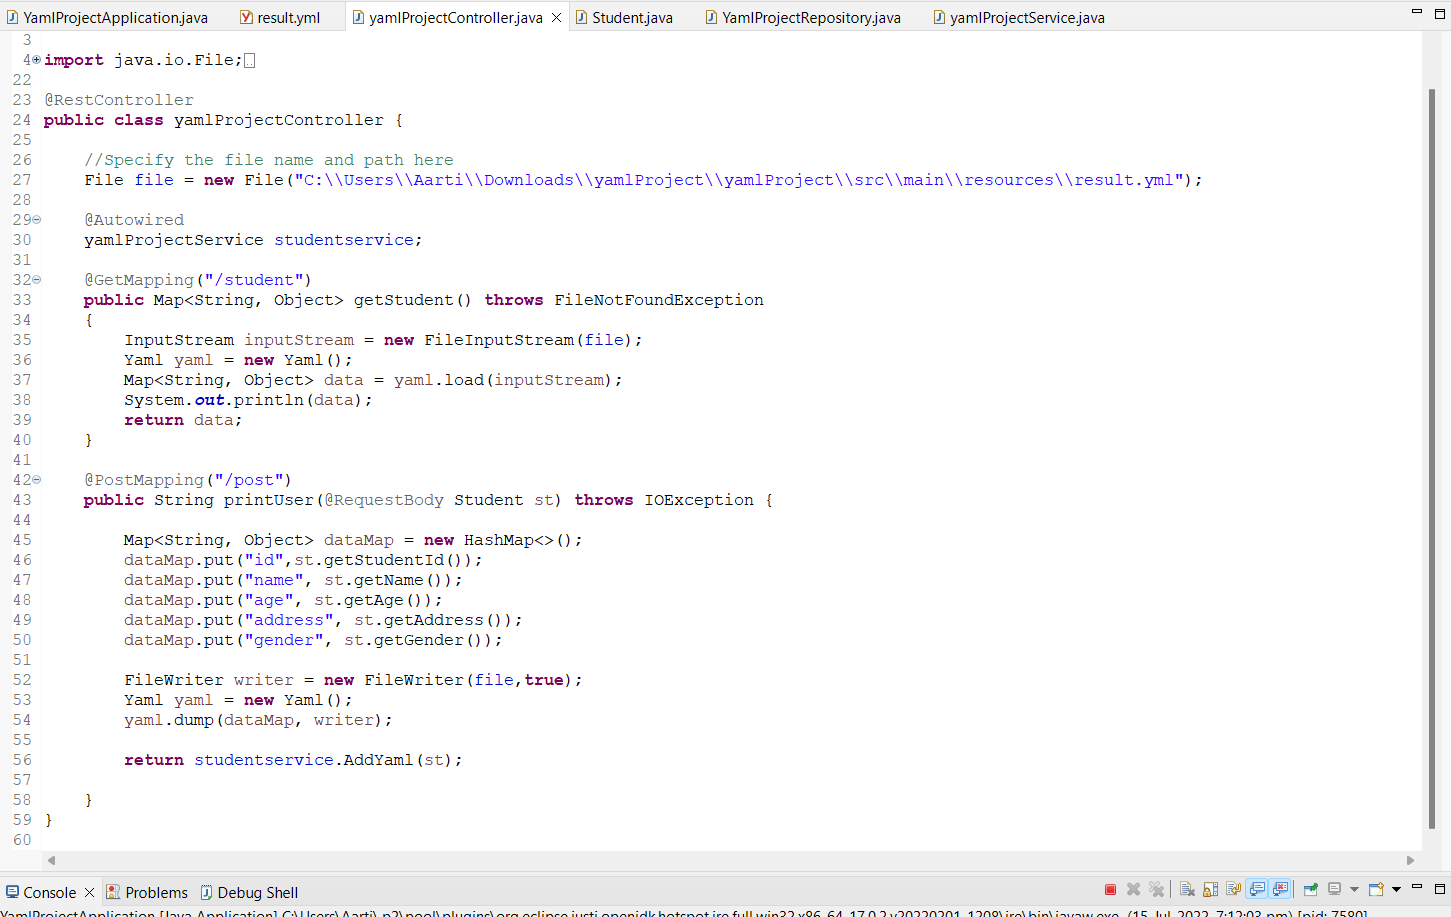 YamlProjectApplication.java result.yml yamlProjectController.java Student.java YamlProjectRepository.java yamlProjectService.java
3
4 import java.io.File;
22
23 @RestController
24 public class yamlProjectController {
25
26 //Specify the file name and path here
27 File file = new File("C:\\Users\\Aarti\\Downloads\\yamlProject\\yamlProject\\src\\main\\resources\\result.yml");
28
29 @Autowired
30 yamlProjectService studentservice;
31
32 @GetMapping("/student")
33 public Map<String, Object> getStudent() throws FileNotFoundException
34 {
35 InputStream inputStream = new FileInputStream(file);
36 Yaml yaml = new Yaml();
37 Map<String, Object> data = yaml.load(inputStream);
38 System.out.println(data);
39 return data;
40 }
41
42 @PostMapping("/post")
43 public String printUser(@RequestBody Student st) throws IOException {
44
45 Map<String, Object> dataMap = new HashMap<>();
46 dataMap.put("id",st.getStudentId());
47 dataMap.put("name", st.getName());
48 dataMap.put("age", st.getAge());
49 dataMap.put("address", st.getAddress());
50 dataMap.put("gender", st.getGender());
51
52 FileWriter writer = new FileWriter(file,true);
53 Yaml yaml = new Yaml();
54 yaml.dump(dataMap, writer);
55
56 return studentservice.AddYaml(st);
57
58 }
59 }
60
Console Problems Debug Shell
YamlProjectApplication [Java Application] C:\Users\Aarti\.p2\pool\plugins\org.eclipse.justj.openjdk.hotspot.jre.full.win32.x86_64_17.0.2.v20220201-1208\jre\bin\javaw.exe (15-Jul-2022, 7:12:03 pm) [pid: 7580]